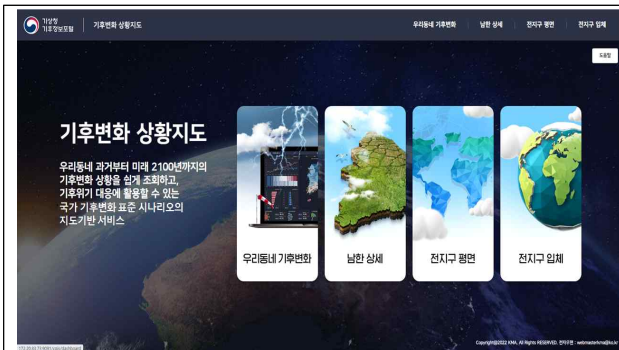 기상청
기후정보포털
기후변화 상황지도
우리동네 기후변화
남한 상세
전지구 평면
전지구 입체
도움말
기후변화 상황지도
우리동네 과거부터 미래 2100년까지의
기후변화 상황을 쉽게 조회하고,
기후위기 대응에 활용할 수 있는
국가 기후변화 표준 시나리오의
지도기반 서비스
우리동네 기후변화
남한 상세
전지구 평면
전지구 입체